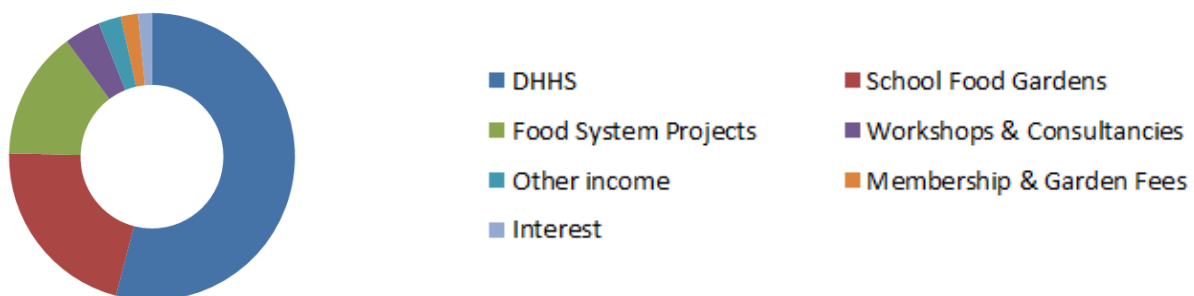 DHHS
School Food Gardens
Food System Projects
Workshops & Consultancies
Other income
Membership & Garden Fees
Interest